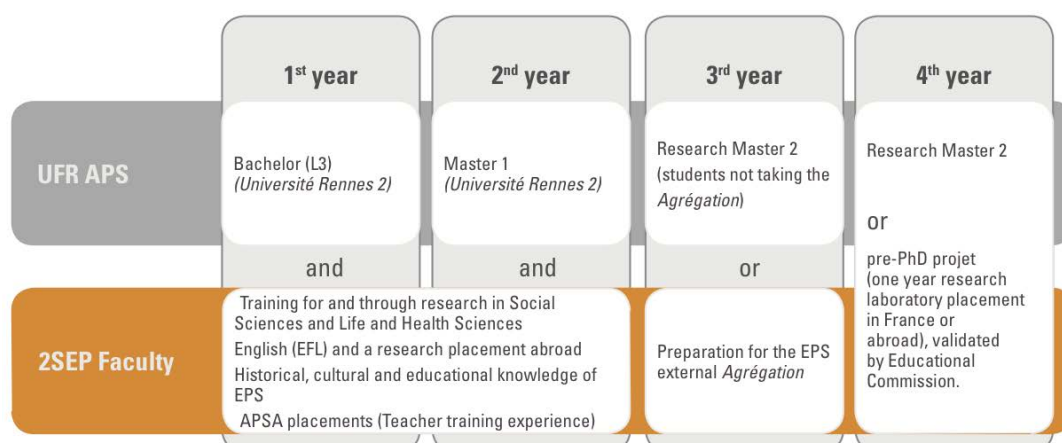 1st year
2nd year
3rd year
4th year
UFR APS
Bachelor (L3)
(Université Rennes 2)
Master 1
(Université Rennes 2)
Research Master 2
(students not taking the
Agrégation)
Research Master 2
or
pre-PhD projet
(one year research
laboratory placement
in France or
abroad), validated
by Educational
Commission.
and
and
or
2SEP Faculty
Training for and through research in Social
Sciences and Life and Health Sciences
English (EFL) and a research placement abroad
Historical, cultural and educational knowledge of
EPS
APSA placements (Teacher training experience)
Preparation for the EPS
external Agrégation